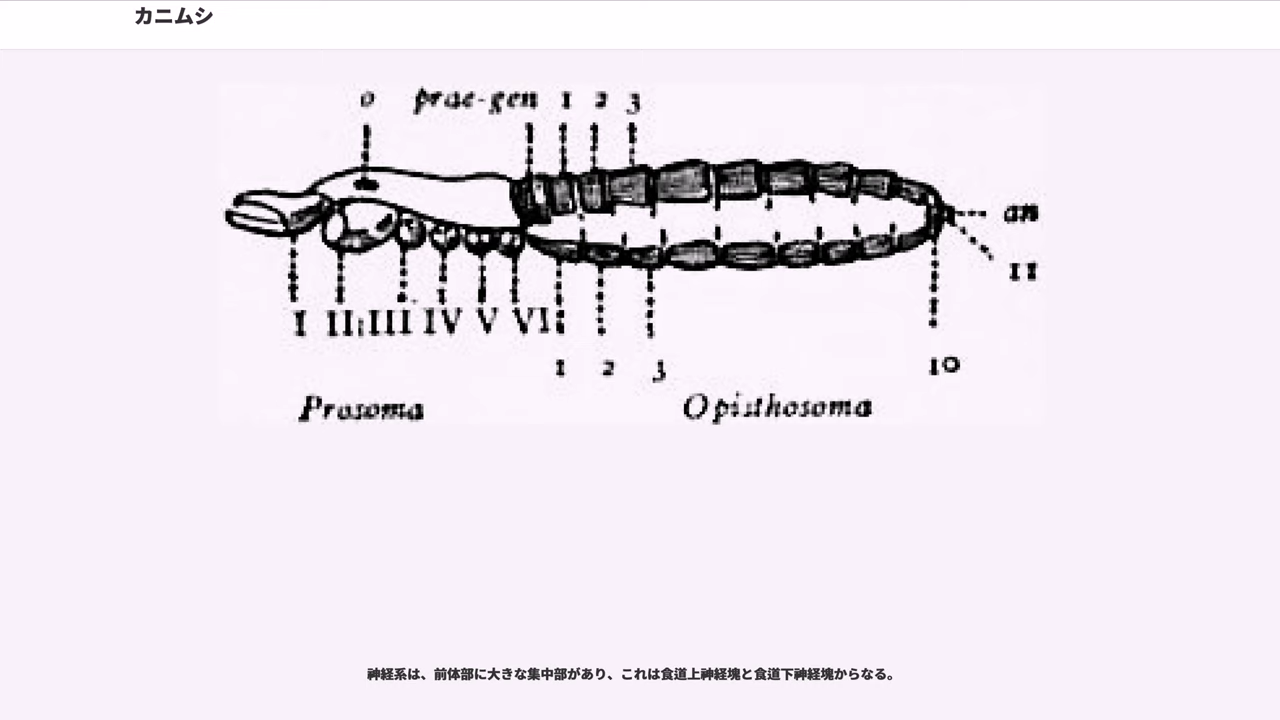 カニムシ
o prae-gen 1 2 3
an
11
I II III IV V VI
1 2 3 10
Prosoma Opisthosoma
神経系は、前体部に大きな集中部があり、これは食道上神経塊と食道下神経塊からなる。